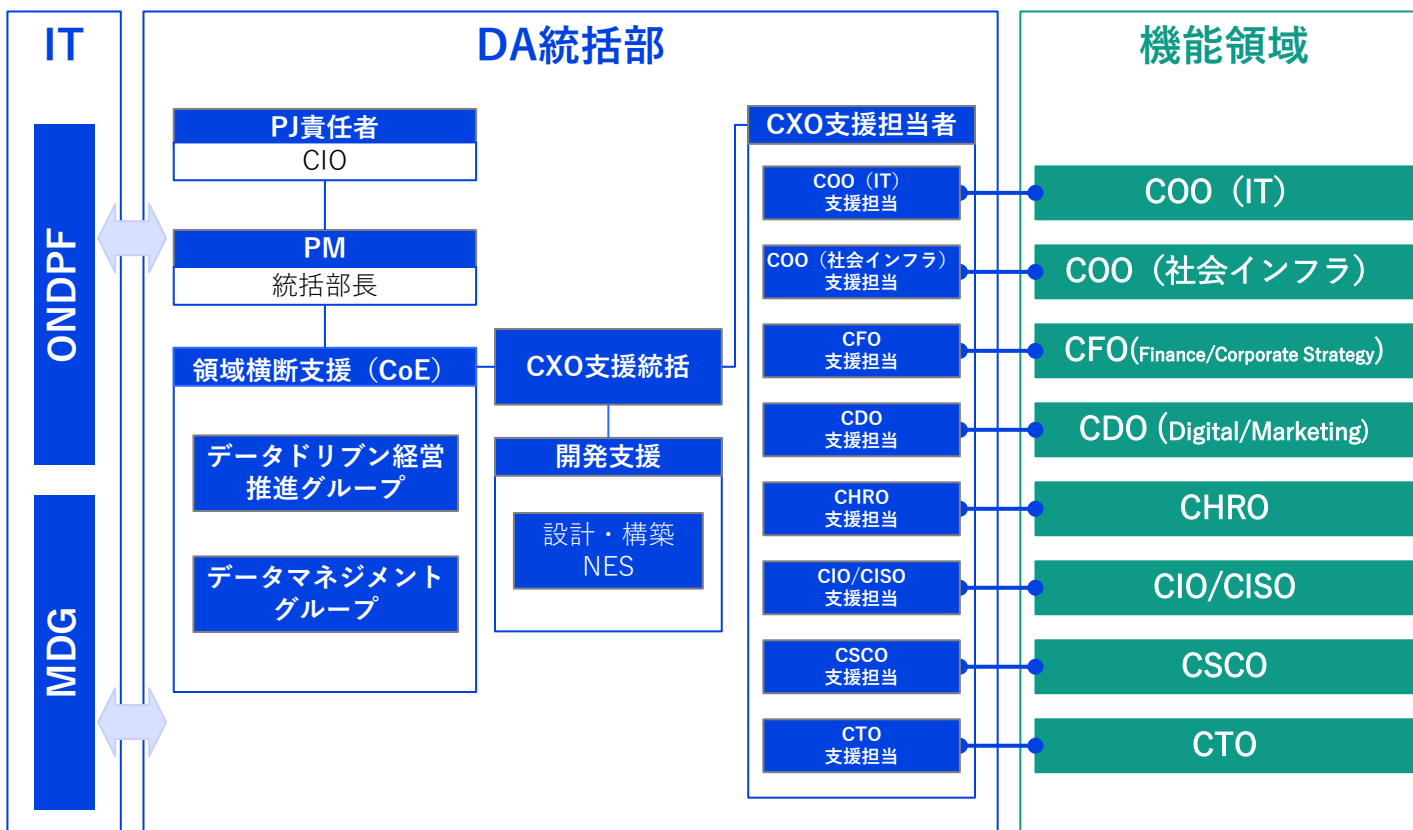 IT
ONDPF
MDG
DA統括部
PJ責任者
CIO
PM
統括部長
領域横断支援（CoE）
データドリブン経営
推進グループ
データマネジメント
グループ
CXO支援統括
開発支援
設計・構築
NES
CXO支援担当者
COO（IT）
支援担当
COO（社会インフラ）
支援担当
CFO
支援担当
CDO
支援担当
CHRO
支援担当
CIO/CISO
支援担当
CSCO
支援担当
CTO
支援担当
機能領域
COO（IT）
COO（社会インフラ）
CFO(Finance/Corporate Strategy)
CDO (Digital/Marketing)
CHRO
CIO/CISO
CSCO
CTO